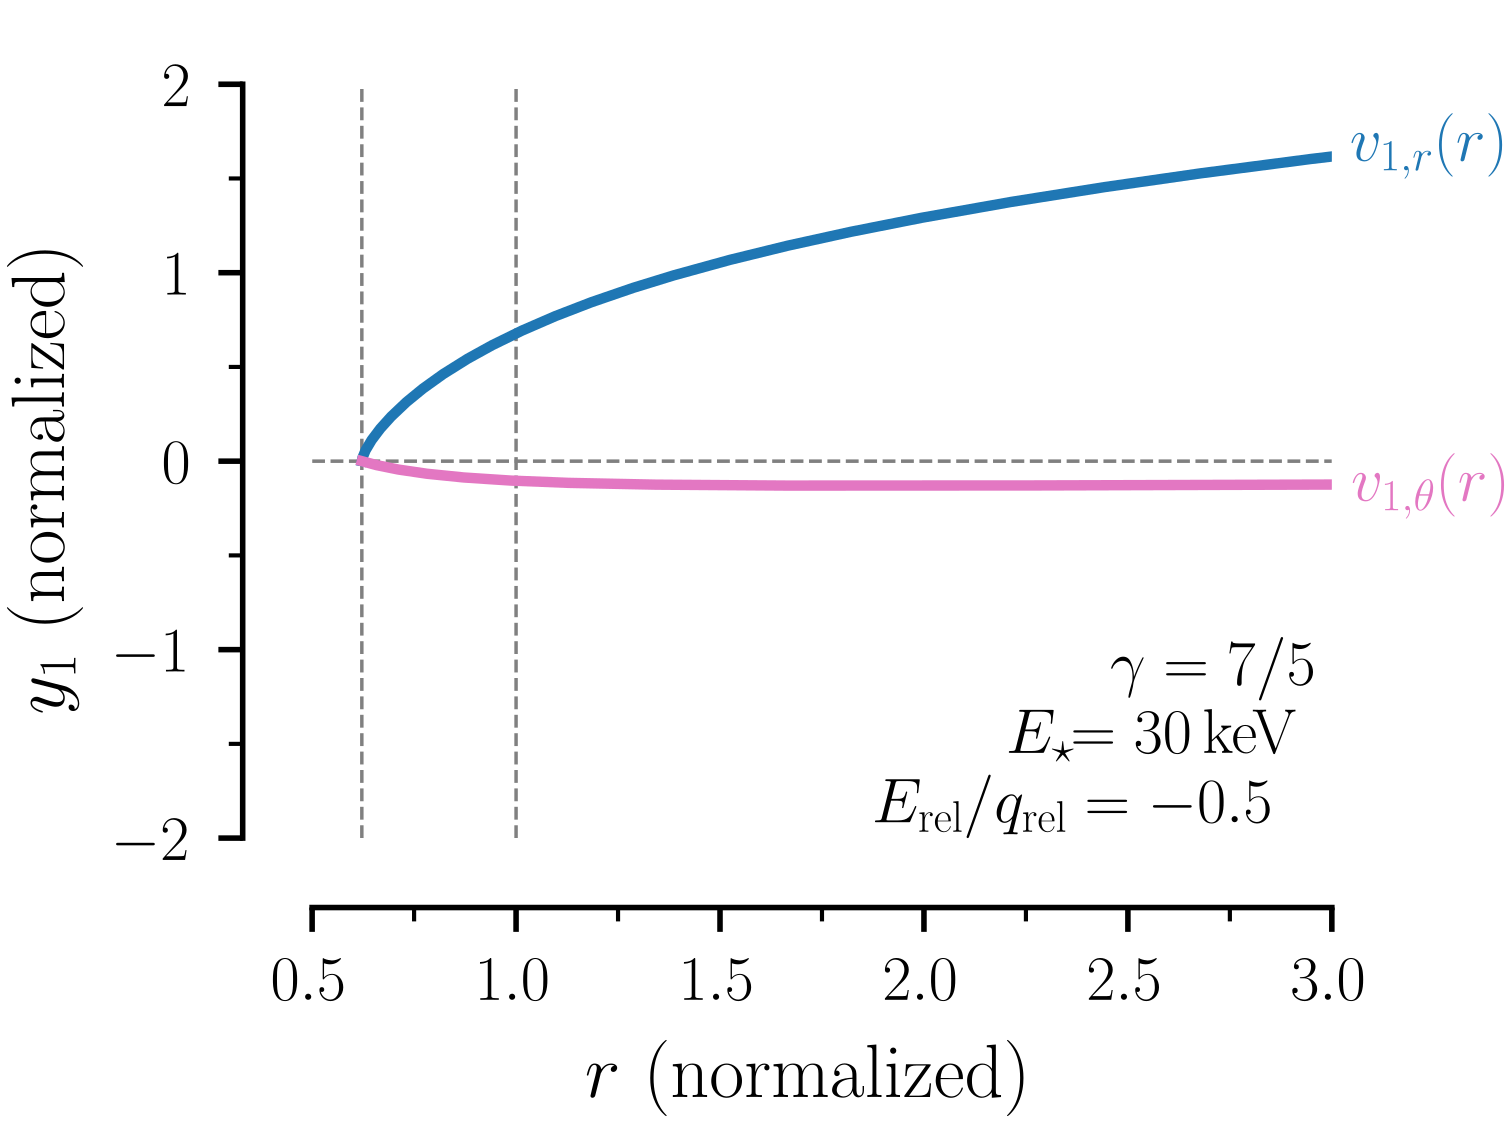 y₁ (normalized)
2
1
0
−1
−2
v₁,ᵣ(r)
v₁,θ(r)
γ = 7/5
E⋆= 30 keV
E_rel/q_rel = −0.5
0.5 1.0 1.5 2.0 2.5 3.0
r (normalized)